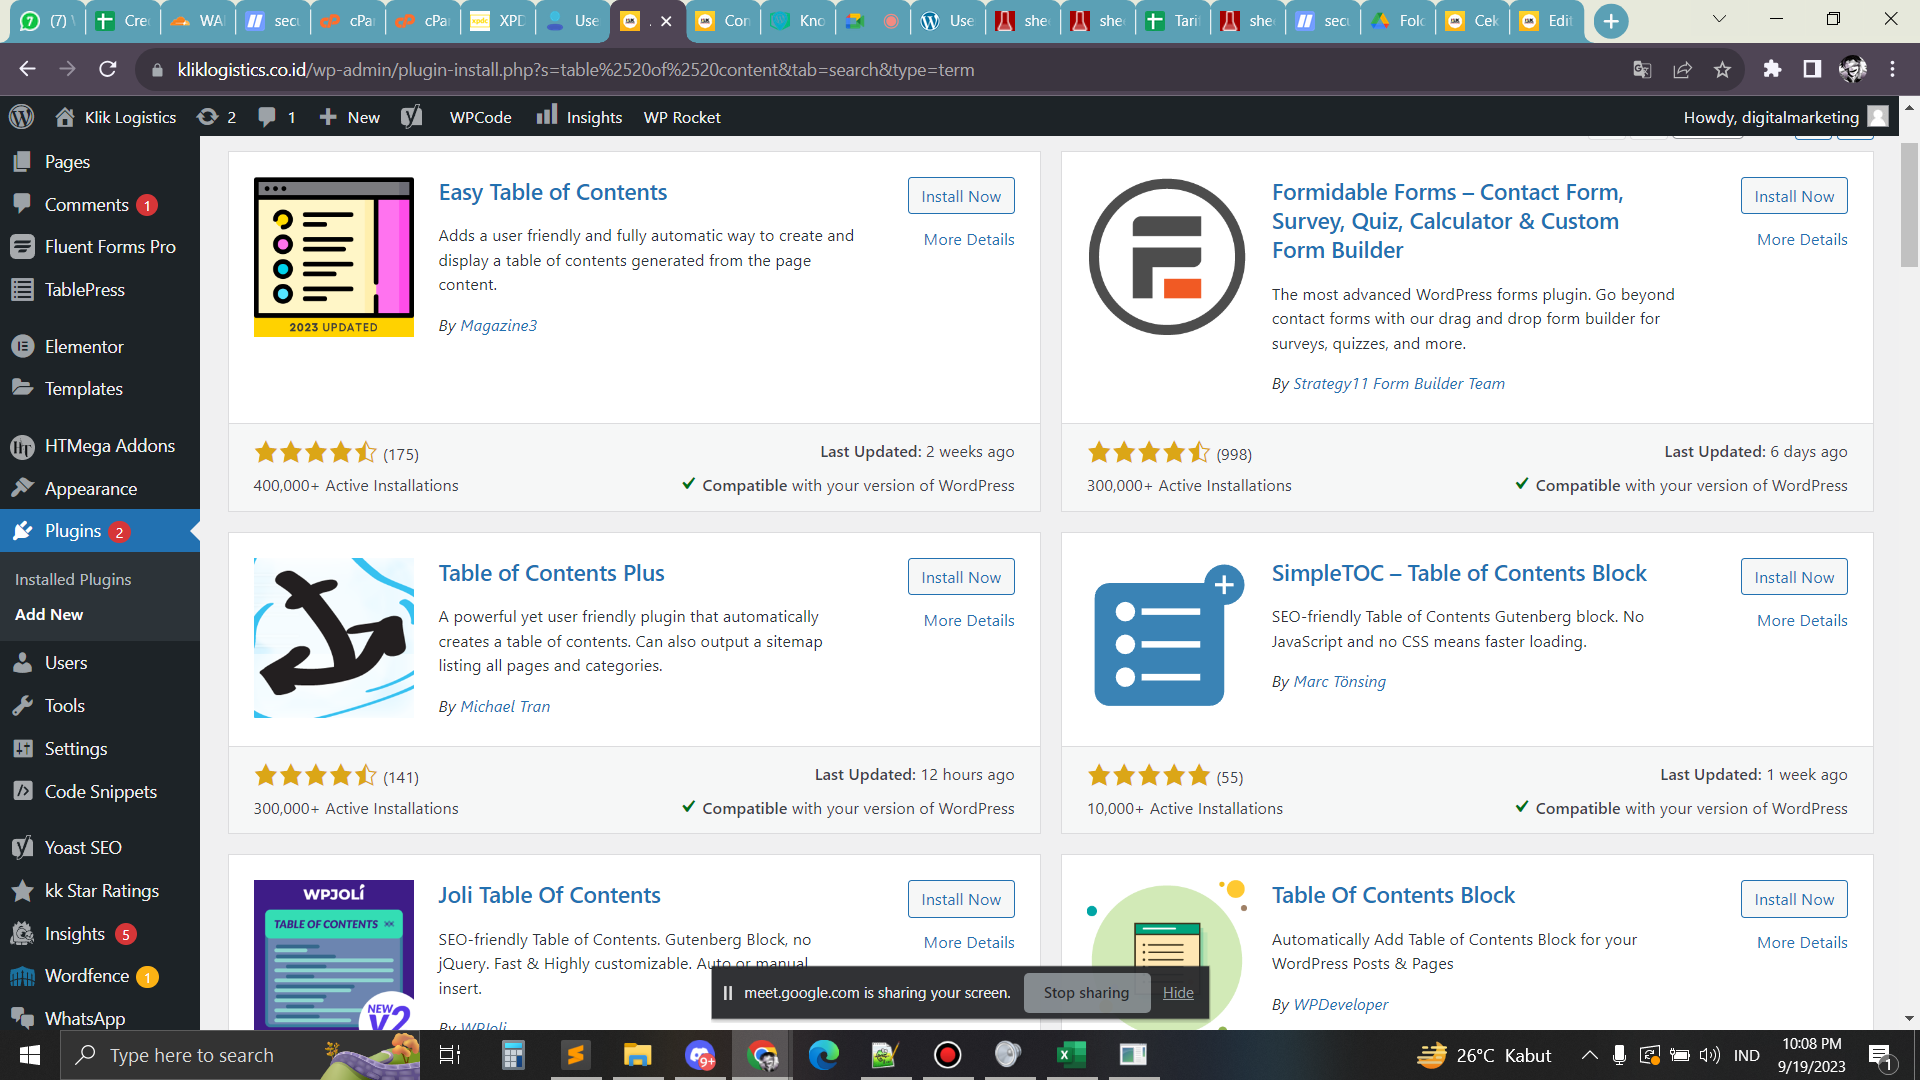 (7)
Cre
WAI
secu
cPar
cPar
XPD
Use
Con
Kno
Use
she
she
Tarif
she
secu
Fold
Cek
Edit
kliklogistics.co.id/wp-admin/plugin-install.php?s=table%2520of%2520content&tab=search&type=term
Klik Logistics
2
1
New
WPCode
Insights
WP Rocket
Howdy, digitalmarketing
Pages
Comments 1
Fluent Forms Pro
TablePress
Elementor
Templates
HTMega Addons
Appearance
Plugins 2
Installed Plugins
Add New
Users
Tools
Settings
Code Snippets
Yoast SEO
kk Star Ratings
Insights 5
Wordfence 1
WhatsApp
2023 UPDATED
Easy Table of Contents
Adds a user friendly and fully automatic way to create and
display a table of contents generated from the page
content.
By Magazine3
Install Now
More Details
(175)
400,000+ Active Installations
Last Updated: 2 weeks ago
Compatible with your version of WordPress
Formidable Forms – Contact Form,
Survey, Quiz, Calculator & Custom
Form Builder
The most advanced WordPress forms plugin. Go beyond
contact forms with our drag and drop form builder for
surveys, quizzes, and more.
By Strategy11 Form Builder Team
Install Now
More Details
(998)
300,000+ Active Installations
Last Updated: 6 days ago
Compatible with your version of WordPress
Table of Contents Plus
A powerful yet user friendly plugin that automatically
creates a table of contents. Can also output a sitemap
listing all pages and categories.
By Michael Tran
Install Now
More Details
(141)
300,000+ Active Installations
Last Updated: 12 hours ago
Compatible with your version of WordPress
SimpleTOC – Table of Contents Block
SEO-friendly Table of Contents Gutenberg block. No
JavaScript and no CSS means faster loading.
By Marc Tönsing
Install Now
More Details
(55)
10,000+ Active Installations
Last Updated: 1 week ago
Compatible with your version of WordPress
WPJOLI
TABLE OF CONTENTS
NEW
V2
Joli Table Of Contents
SEO-friendly Table of Contents. Gutenberg Block, no
jQuery. Fast & Highly customizable. Auto or manual
insert.
By WPJoli
Install Now
More Details
Table Of Contents Block
Automatically Add Table of Contents Block for your
WordPress Posts & Pages
By WPDeveloper
Install Now
More Details
meet.google.com is sharing your screen.
Stop sharing
Hide
Type here to search
9+
26°C Kabut
IND
10:08 PM
9/19/2023
1